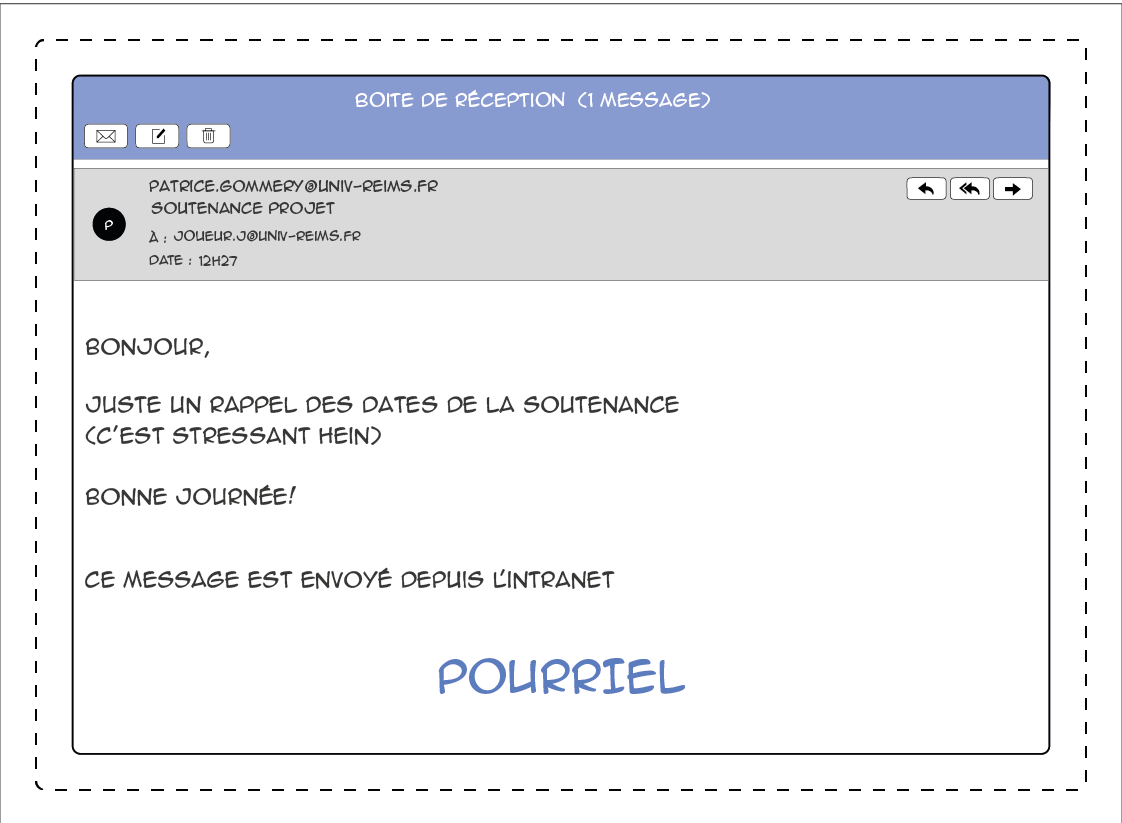 BOITE DE RÉCEPTION (1 MESSAGE)
PATRICE.GOMMERY@UNIV-REIMS.FR
SOUTENANCE PROJET
P
À : JOUEUR.J@UNIV-REIMS.FR
DATE : 12H27
BONJOUR,
JUSTE UN RAPPEL DES DATES DE LA SOUTENANCE
(C'EST STRESSANT HEIN)
BONNE JOURNÉE!
CE MESSAGE EST ENVOYÉ DEPUIS L'INTRANET
POURRIEL